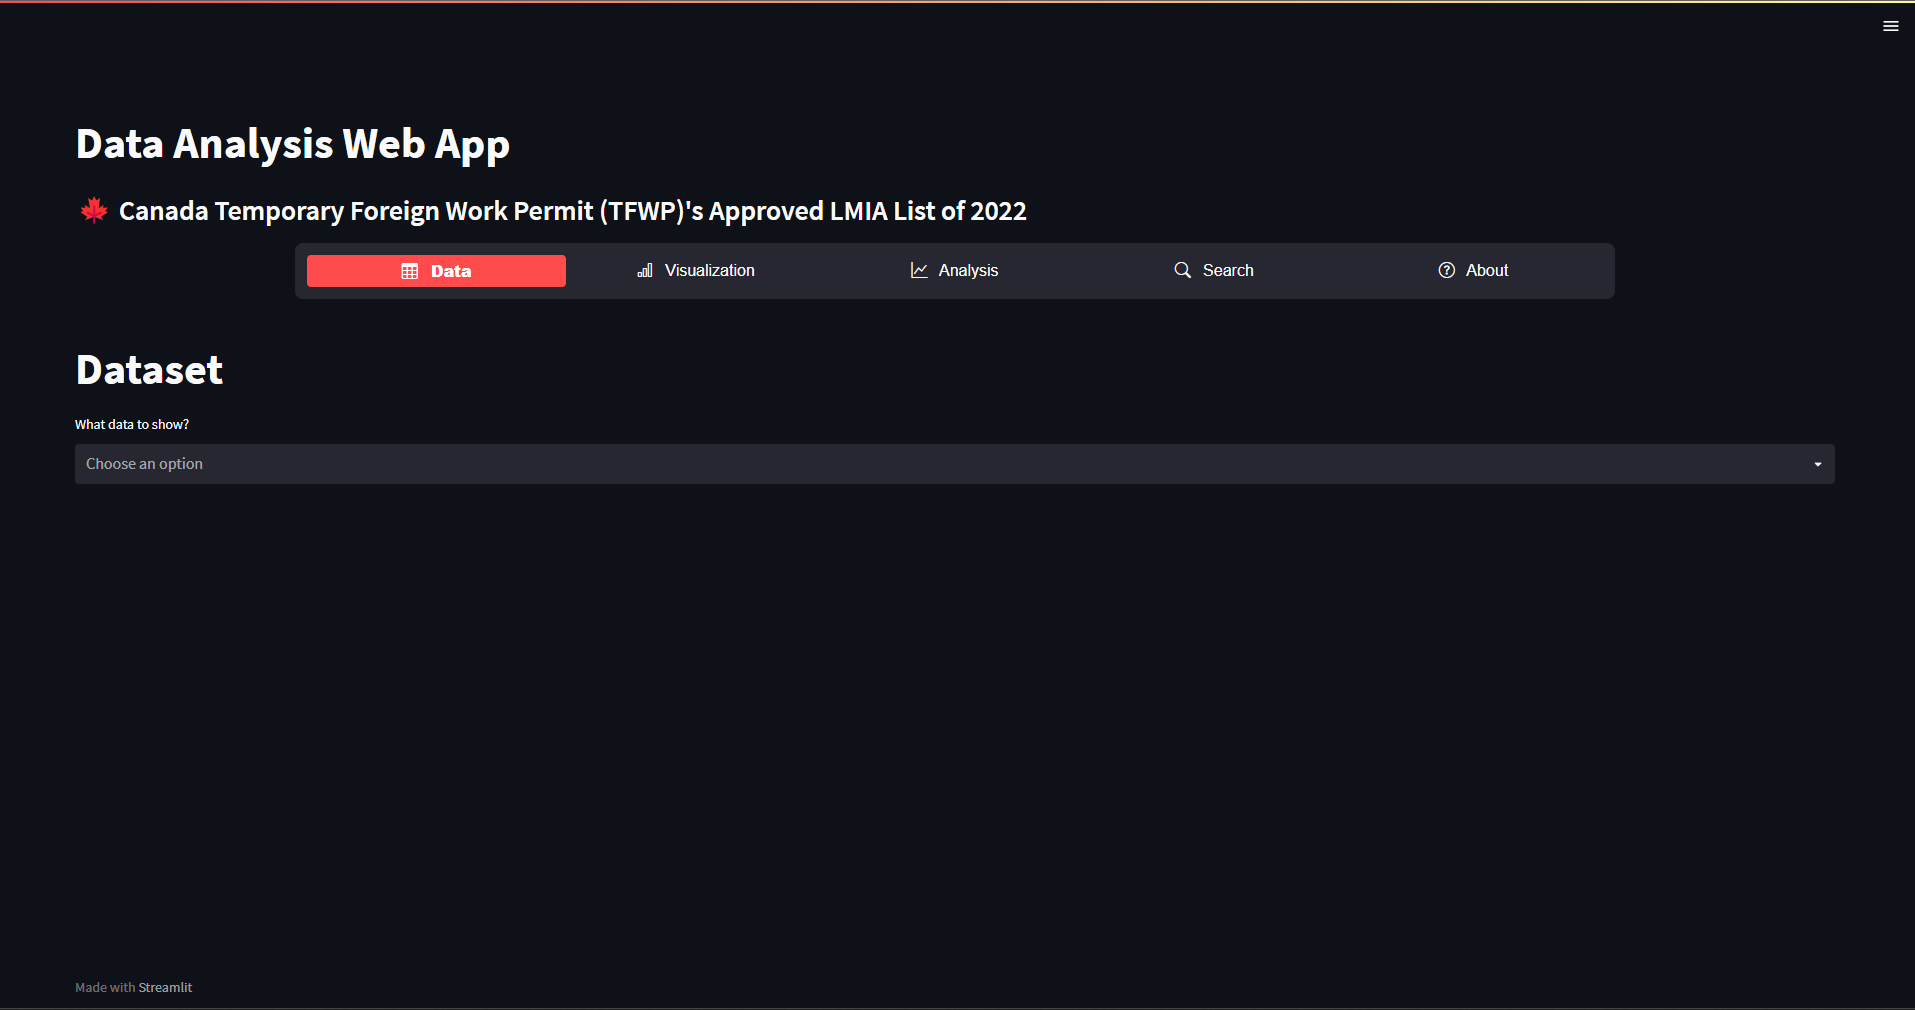 Data Analysis Web App
🍁 Canada Temporary Foreign Work Permit (TFWP)'s Approved LMIA List of 2022
Data Visualization Analysis Search About
Dataset
What data to show?
Choose an option
Made with Streamlit